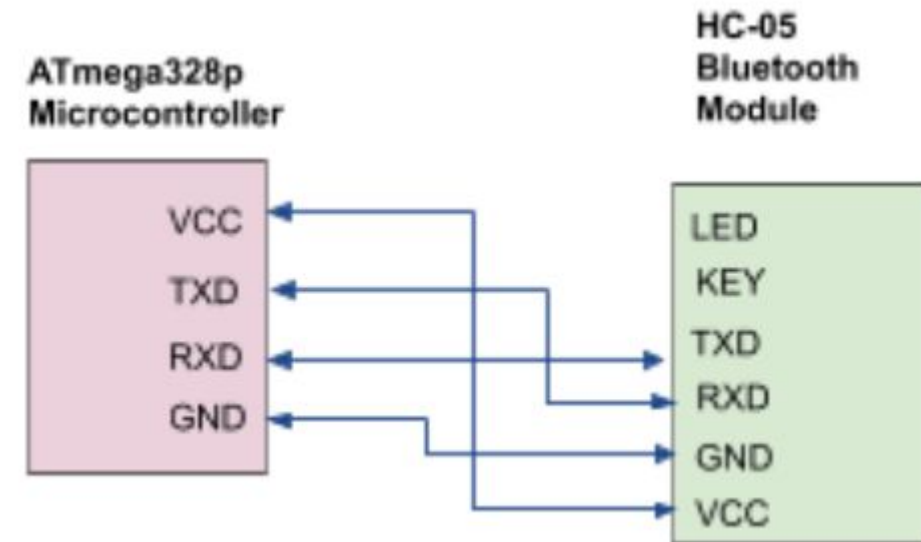 ATmega328p
Microcontroller
VCC
TXD
RXD
GND
HC-05
Bluetooth
Module
LED
KEY
TXD
RXD
GND
VCC